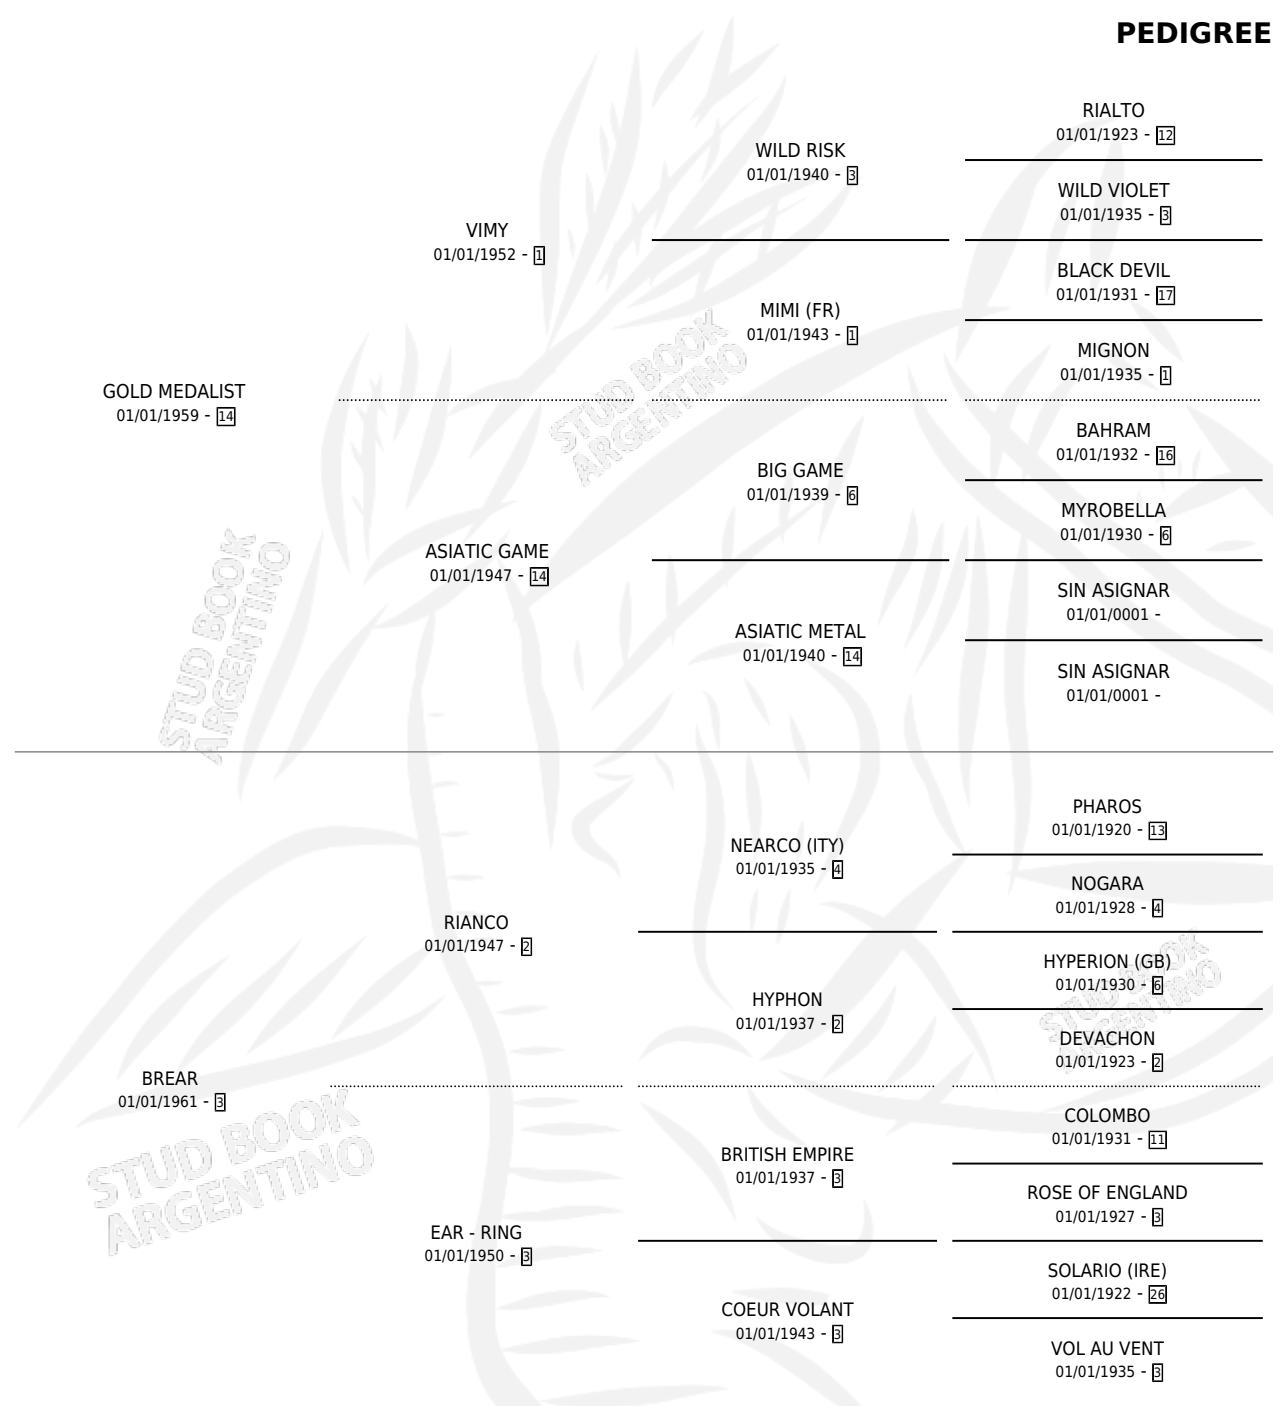 PEDIGREE
RIALTO
01/01/1923 - 12
WILD RISK
01/01/1940 - 3
WILD VIOLET
01/01/1935 - 3
VIMY
01/01/1952 - 1
BLACK DEVIL
01/01/1931 - 17
MIMI (FR)
01/01/1943 - 1
MIGNON
01/01/1935 - 1
GOLD MEDALIST
01/01/1959 - 14
STUD BOOK
ARGENTINO
BAHRAM
01/01/1932 - 16
BIG GAME
01/01/1939 - 6
MYROBELLA
01/01/1930 - 6
ASIATIC GAME
01/01/1947 - 14
SIN ASIGNAR
01/01/0001 -
ASIATIC METAL
01/01/1940 - 14
SIN ASIGNAR
01/01/0001 -
STUD BOOK
ARGENTINO
PHAROS
01/01/1920 - 13
NEARCO (ITY)
01/01/1935 - 4
NOGARA
01/01/1928 - 4
RIANCO
01/01/1947 - 2
HYPERION (GB)
01/01/1930 - 6
HYPHON
01/01/1937 - 2
STUD BOOK
ARGENTINO
DEVACHON
01/01/1923 - 2
BREAR
01/01/1961 - 3
COLOMBO
01/01/1931 - 11
BRITISH EMPIRE
01/01/1937 - 3
STUD BOOK
ARGENTINO
ROSE OF ENGLAND
01/01/1927 - 3
EAR - RING
01/01/1950 - 3
SOLARIO (IRE)
01/01/1922 - 26
COEUR VOLANT
01/01/1943 - 3
VOL AU VENT
01/01/1935 - 3